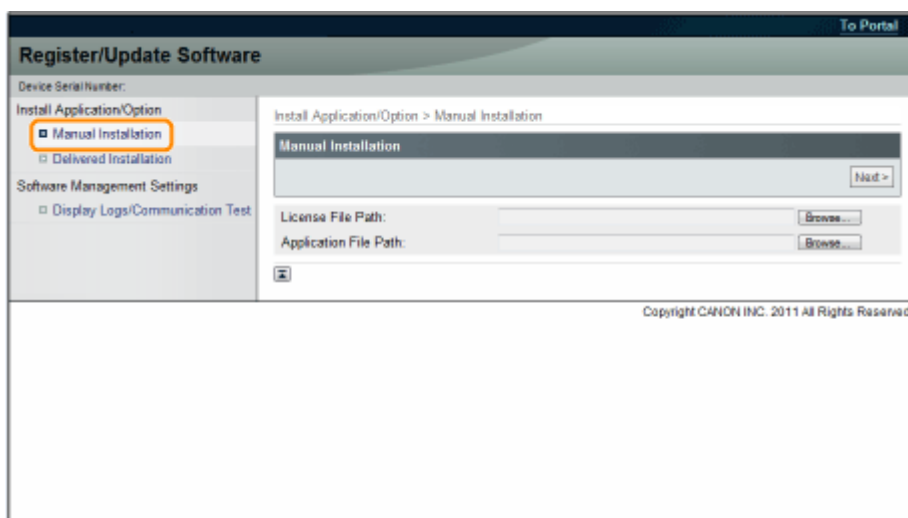 To Portal
Register/Update Software
Device Serial Number:
Install Application/Option
Manual Installation
Delivered Installation
Software Management Settings
Display Logs/Communication Test
Install Application/Option > Manual Installation
Manual Installation
Next >
License File Path:
Browse...
Application File Path:
Browse...
Copyright CANON INC. 2011 All Rights Reserved